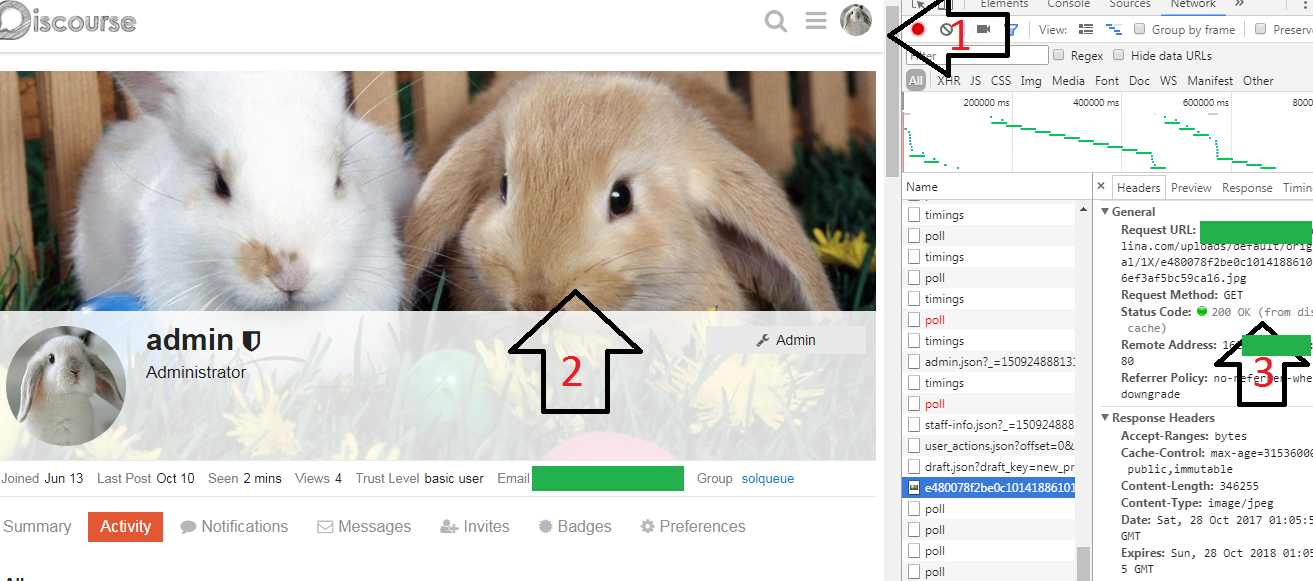 Discourse
Elements Console Sources Network »
1
View: Group by frame Preserv
Filter Regex Hide data URLs
All XHR JS CSS Img Media Font Doc WS Manifest Other
200000 ms 400000 ms 600000 ms 8000
Name
timings
poll
timings
poll
timings
poll
timings
admin.json?_=15092488813
timings
poll
staff-info.json?_=150924888
user_actions.json?offset=0&
draft.json?draft_key=new_pr
e480078f2be0c10141886101
poll
poll
poll
poll
× Headers Preview Response Timin
General
Request URL:
lina.com/uploads/default/orig
al/1X/e480078f2be0c1014188610
6ef3af5bc59ca16.jpg
Request Method: GET
Status Code: 200 OK (from dis
cache)
Remote Address: 16
80
Referrer Policy: no-referrer-whe
downgrade
3
Response Headers
Accept-Ranges: bytes
Cache-Control: max-age=31536000
public,immutable
Content-Length: 346255
Content-Type: image/jpeg
Date: Sat, 28 Oct 2017 01:05:5
GMT
Expires: Sun, 28 Oct 2018 01:05
5 GMT
admin
Administrator
2
Admin
Joined Jun 13 Last Post Oct 10 Seen 2 mins Views 4 Trust Level basic user Email Group solqueue
Summary Activity Notifications Messages Invites Badges Preferences
All